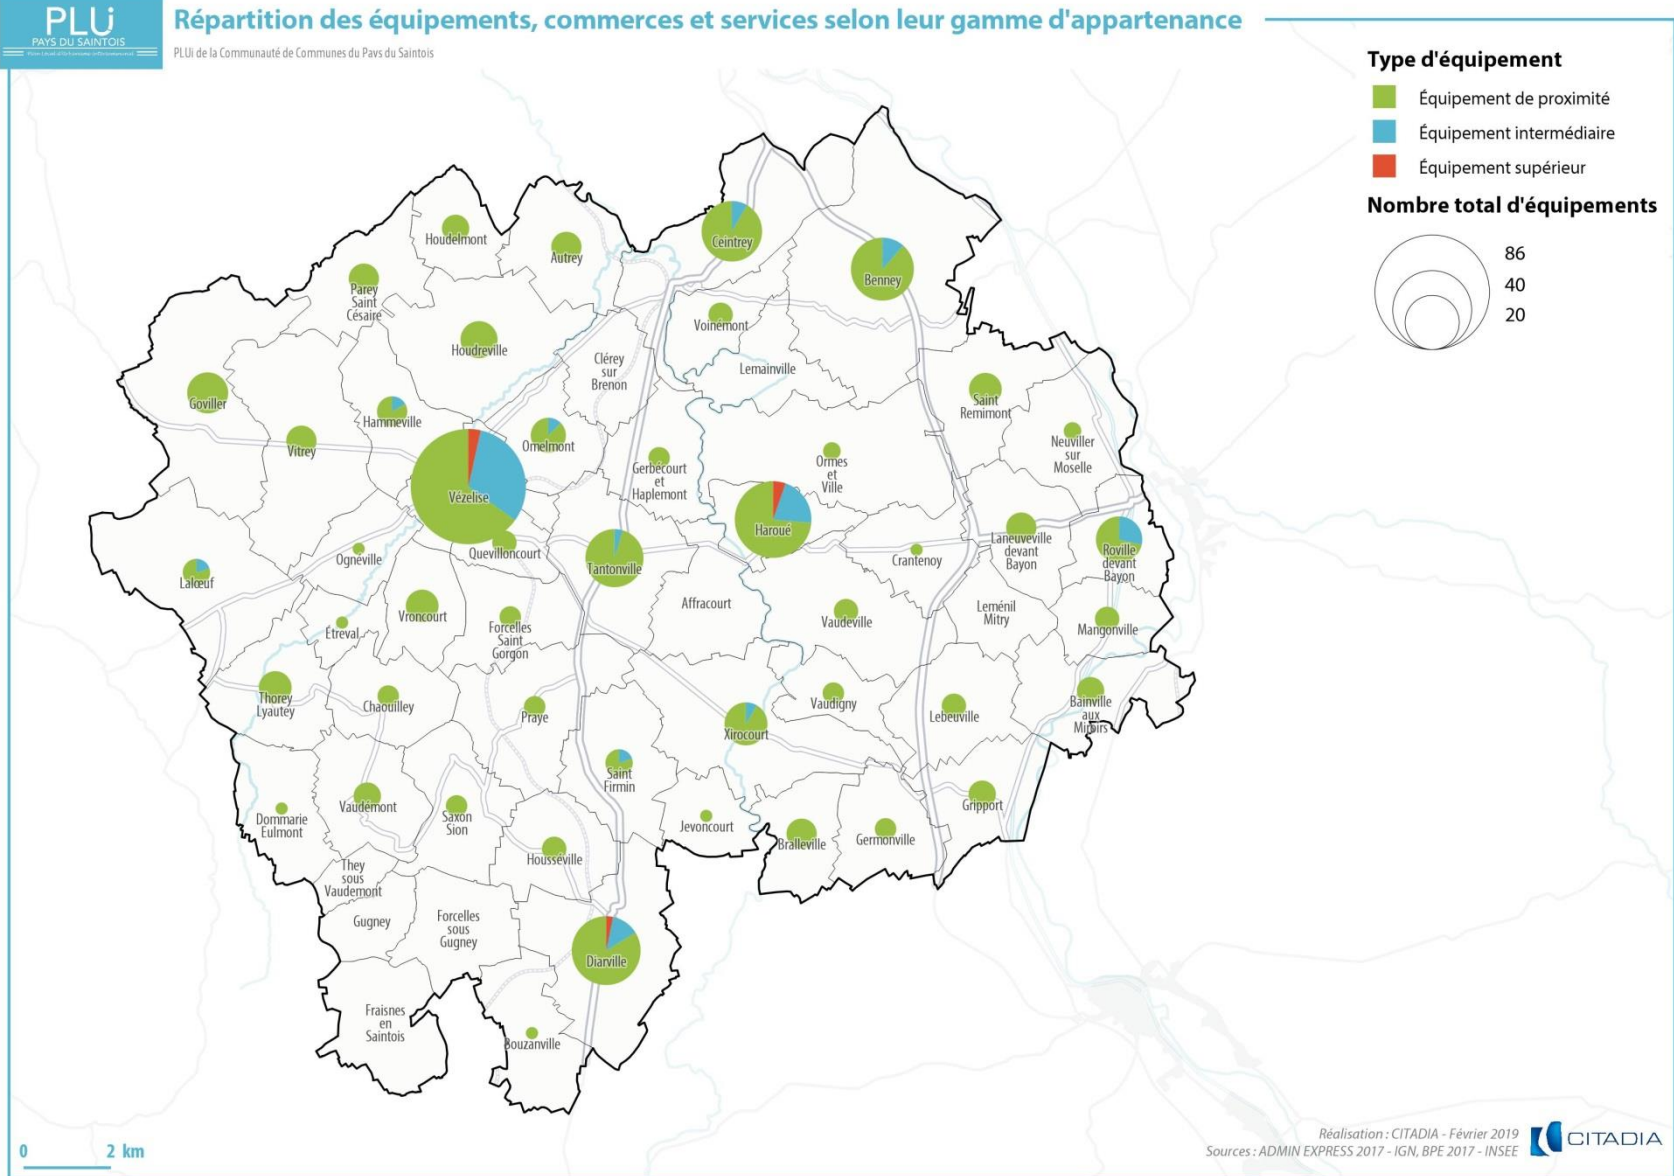 PLUi
PAYS DU SAINTOIS
Plan Local d'Urbanisme Intercommunal
Répartition des équipements, commerces et services selon leur gamme d'appartenance
PLUi de la Communauté de Communes du Pays du Saintois
Type d'équipement
Équipement de proximité
Équipement intermédiaire
Équipement supérieur
Nombre total d'équipements
86
40
20
Houdelmont
Autrey
Ceintrey
Benney
Parey
Saint
Césaire
Houdreville
Voinémont
Clérey
sur
Brenon
Lemainville
Goviller
Hammeville
Saint
Remimont
Vitrey
Omelmont
Neuviller
sur
Moselle
Gerbécourt
et
Haplemont
Ormes
et
Ville
Vézelise
Haroué
Ognéville
Quevilloncourt
Tantonville
Crantenoy
Laneuveville
devant
Bayon
Roville
devant
Bayon
Lalœuf
Affracourt
Vroncourt
Étreval
Forcelles
Saint
Gorgon
Vaudeville
Leménil
Mitry
Mangonville
Thorey
Lyautey
Chaouilley
Praye
Vaudigny
Lebeuville
Bainville
aux
Miroirs
Xirocourt
Saint
Firmin
Dommarie
Eulmont
Vaudémont
Saxon
Sion
Jevoncourt
Gripport
Bralleville
Germonville
Housséville
They
sous
Vaudemont
Gugney
Forcelles
sous
Gugney
Diarville
Fraisnes
en
Saintois
Bouzanville
0 2 km
Réalisation : CITADIA - Février 2019
Sources : ADMIN EXPRESS 2017 - IGN, BPE 2017 - INSEE
CITADIA